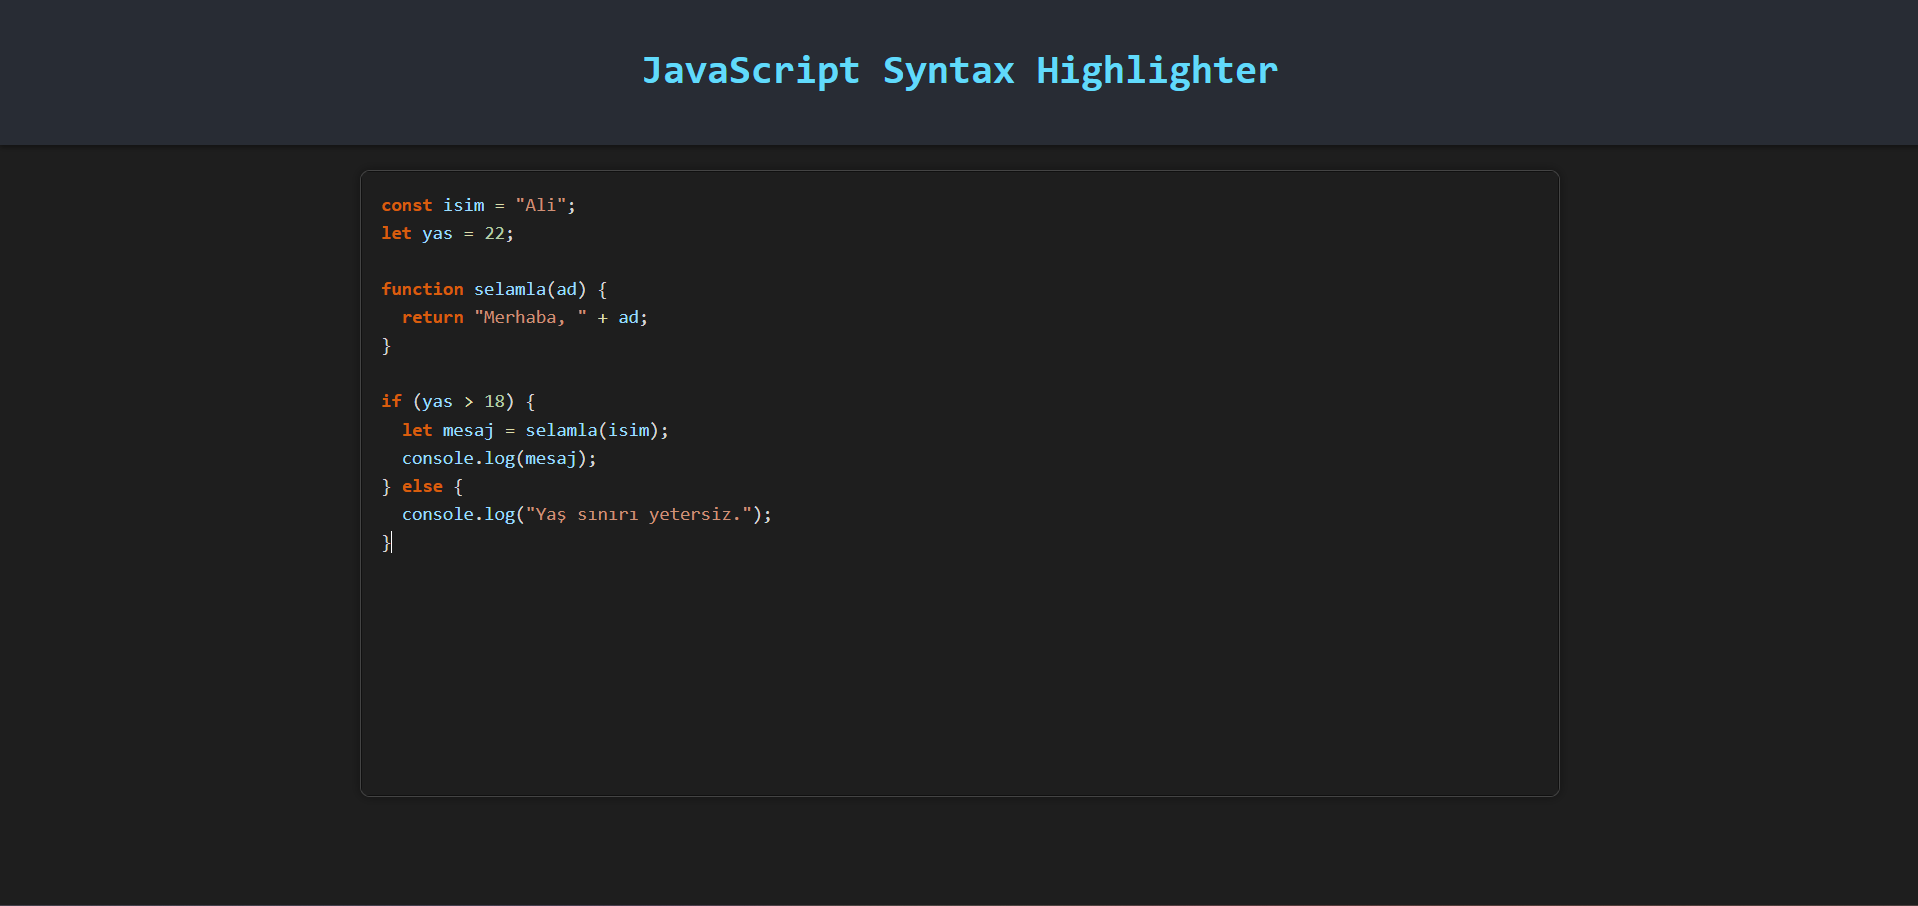 JavaScript Syntax Highlighter
const isim = "Ali";
let yas = 22;
function selamla(ad) {
  return "Merhaba, " + ad;
}
if (yas > 18) {
  let mesaj = selamla(isim);
  console.log(mesaj);
} else {
  console.log("Yaş sınırı yetersiz.");
}